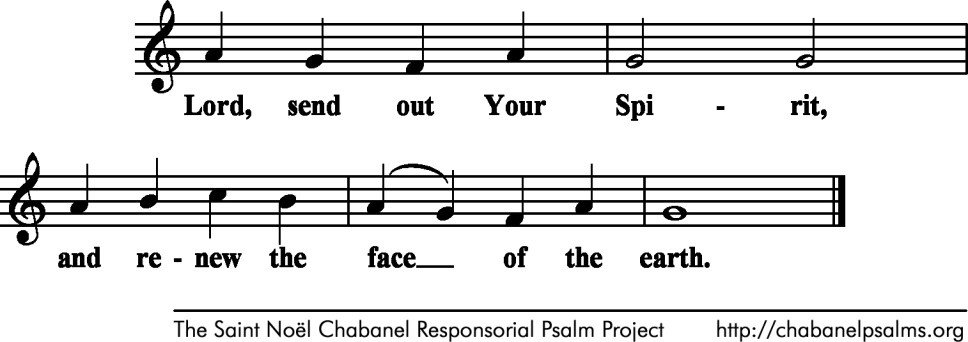 Lord, send out Your Spi - rit,
and re - new the face__ of the earth.
The Saint Noël Chabanel Responsorial Psalm Project http://chabanelpsalms.org